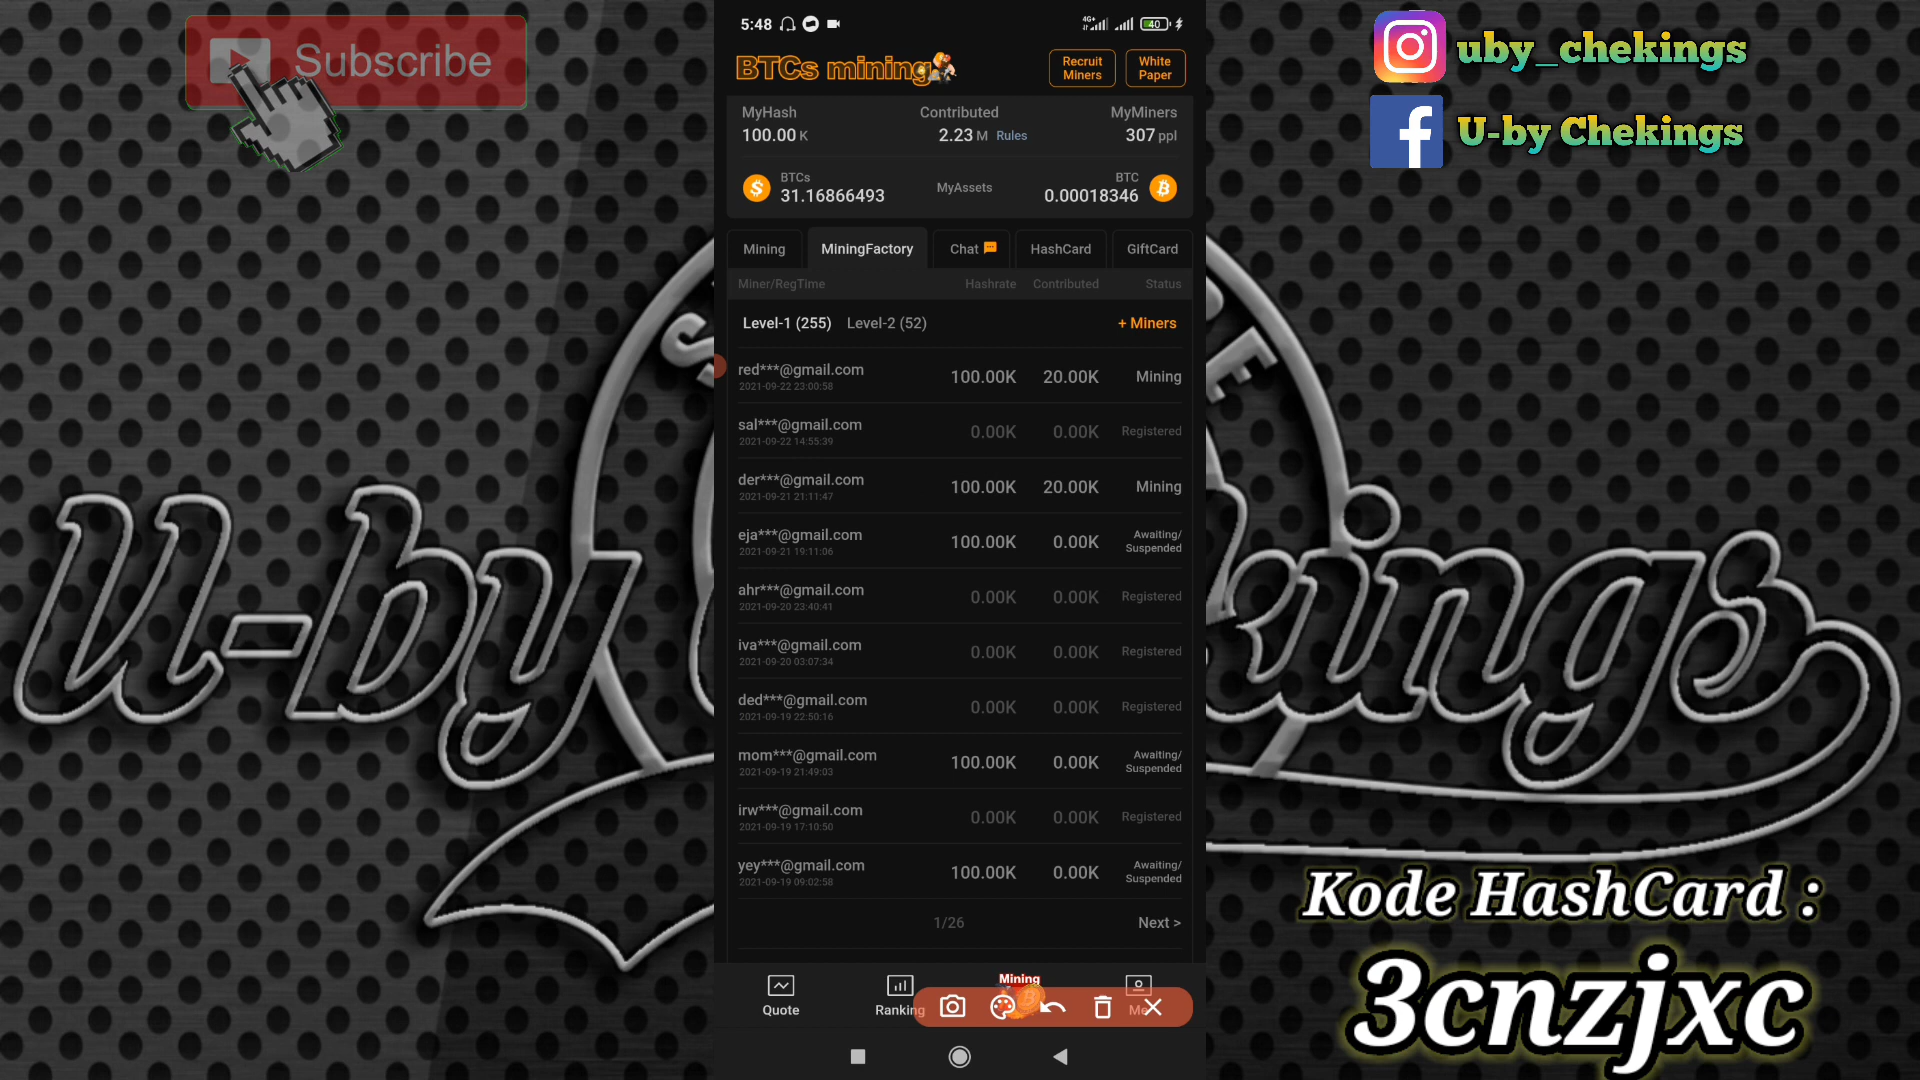 Subscribe
5:48
4G+
40
BTCs mining
Recruit Miners
White Paper
MyHash
Contributed
MyMiners
100.00 K
2.23 M Rules
307 ppl
BTCs
31.16866493
MyAssets
BTC
0.00018346
Mining
MiningFactory
Chat
HashCard
GiftCard
Miner/RegTime
Hashrate
Contributed
Status
Level-1 (255)
Level-2 (52)
+ Miners
red***@gmail.com
2021-09-22 23:00:58
100.00K
20.00K
Mining
sal***@gmail.com
2021-09-22 14:55:39
0.00K
0.00K
Registered
der***@gmail.com
2021-09-21 21:11:47
100.00K
20.00K
Mining
eja***@gmail.com
2021-09-21 19:11:06
100.00K
0.00K
Awaiting/
Suspended
ahr***@gmail.com
2021-09-20 23:40:41
0.00K
0.00K
Registered
iva***@gmail.com
2021-09-20 03:07:34
0.00K
0.00K
Registered
ded***@gmail.com
2021-09-19 22:50:16
0.00K
0.00K
Registered
mom***@gmail.com
2021-09-19 21:49:03
100.00K
0.00K
Awaiting/
Suspended
irw***@gmail.com
2021-09-19 17:10:50
0.00K
0.00K
Registered
yey***@gmail.com
2021-09-19 09:02:58
100.00K
0.00K
Awaiting/
Suspended
1/26
Next >
Quote
Ranking
Mining
Me
uby_chekings
U-by Chekings
Kode HashCard :
3cnzjxc
U-by